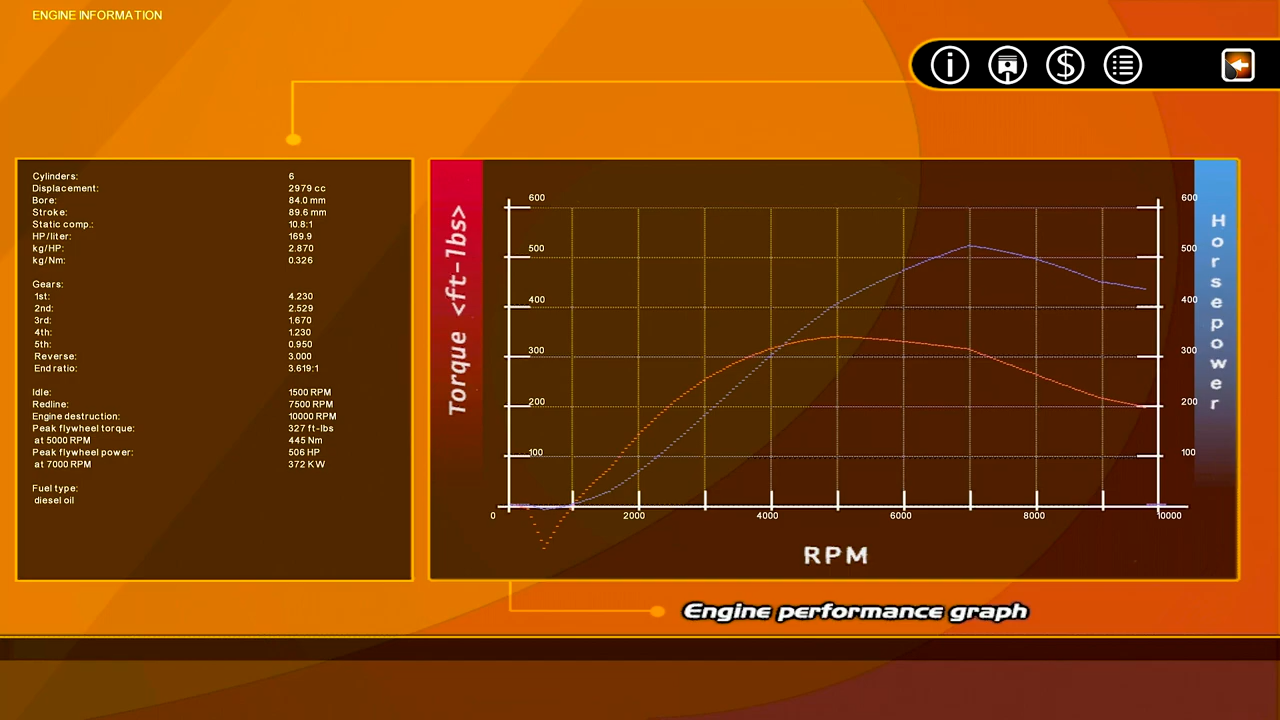 ENGINE INFORMATION
Cylinders: 6
Displacement: 2979 cc
Bore: 84.0 mm
Stroke: 89.6 mm
Static comp.: 10.8:1
HP/liter: 169.9
kg/HP: 2.870
kg/Nm: 0.326
Gears:
1st: 4.230
2nd: 2.529
3rd: 1.670
4th: 1.230
5th: 0.950
Reverse: 3.000
End ratio: 3.619:1
Idle: 1500 RPM
Redline: 7500 RPM
Engine destruction: 10000 RPM
Peak flywheel torque: 327 ft-lbs
at 5000 RPM 445 Nm
Peak flywheel power: 506 HP
at 7000 RPM 372 KW
Fuel type:
diesel oil
Torque <ft-lbs>
600 600
500 500
400 400
300 300
200 200
100 100
0 2000 4000 6000 8000 10000
RPM
Horsepower
Engine performance graph